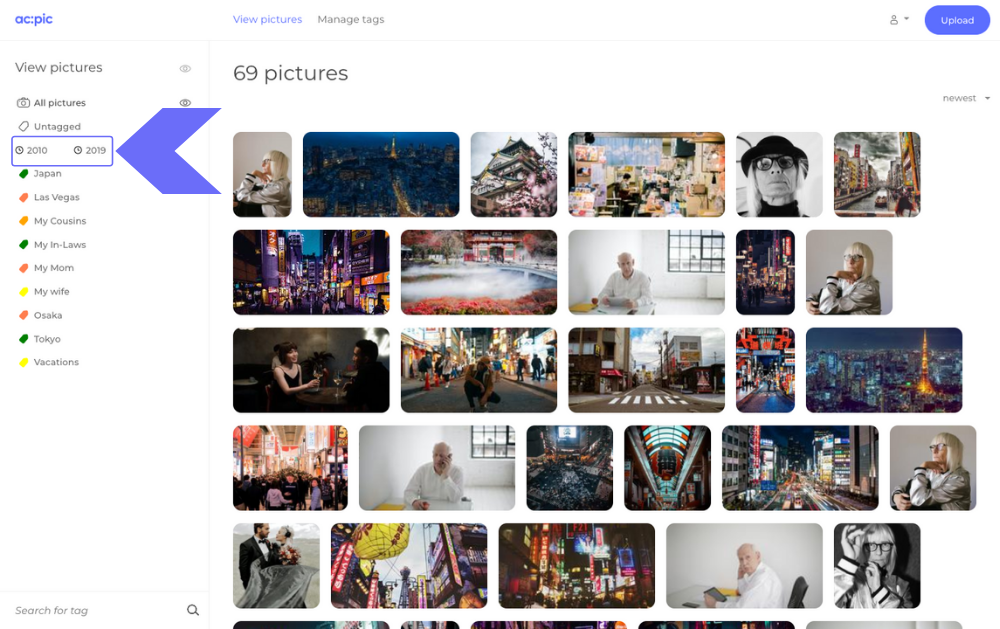 ac;pic
View pictures
Manage tags
Upload
View pictures
All pictures
Untagged
2010
2019
Japan
Las Vegas
My Cousins
My In-Laws
My Mom
My wife
Osaka
Tokyo
Vacations
Search for tag
69 pictures
newest